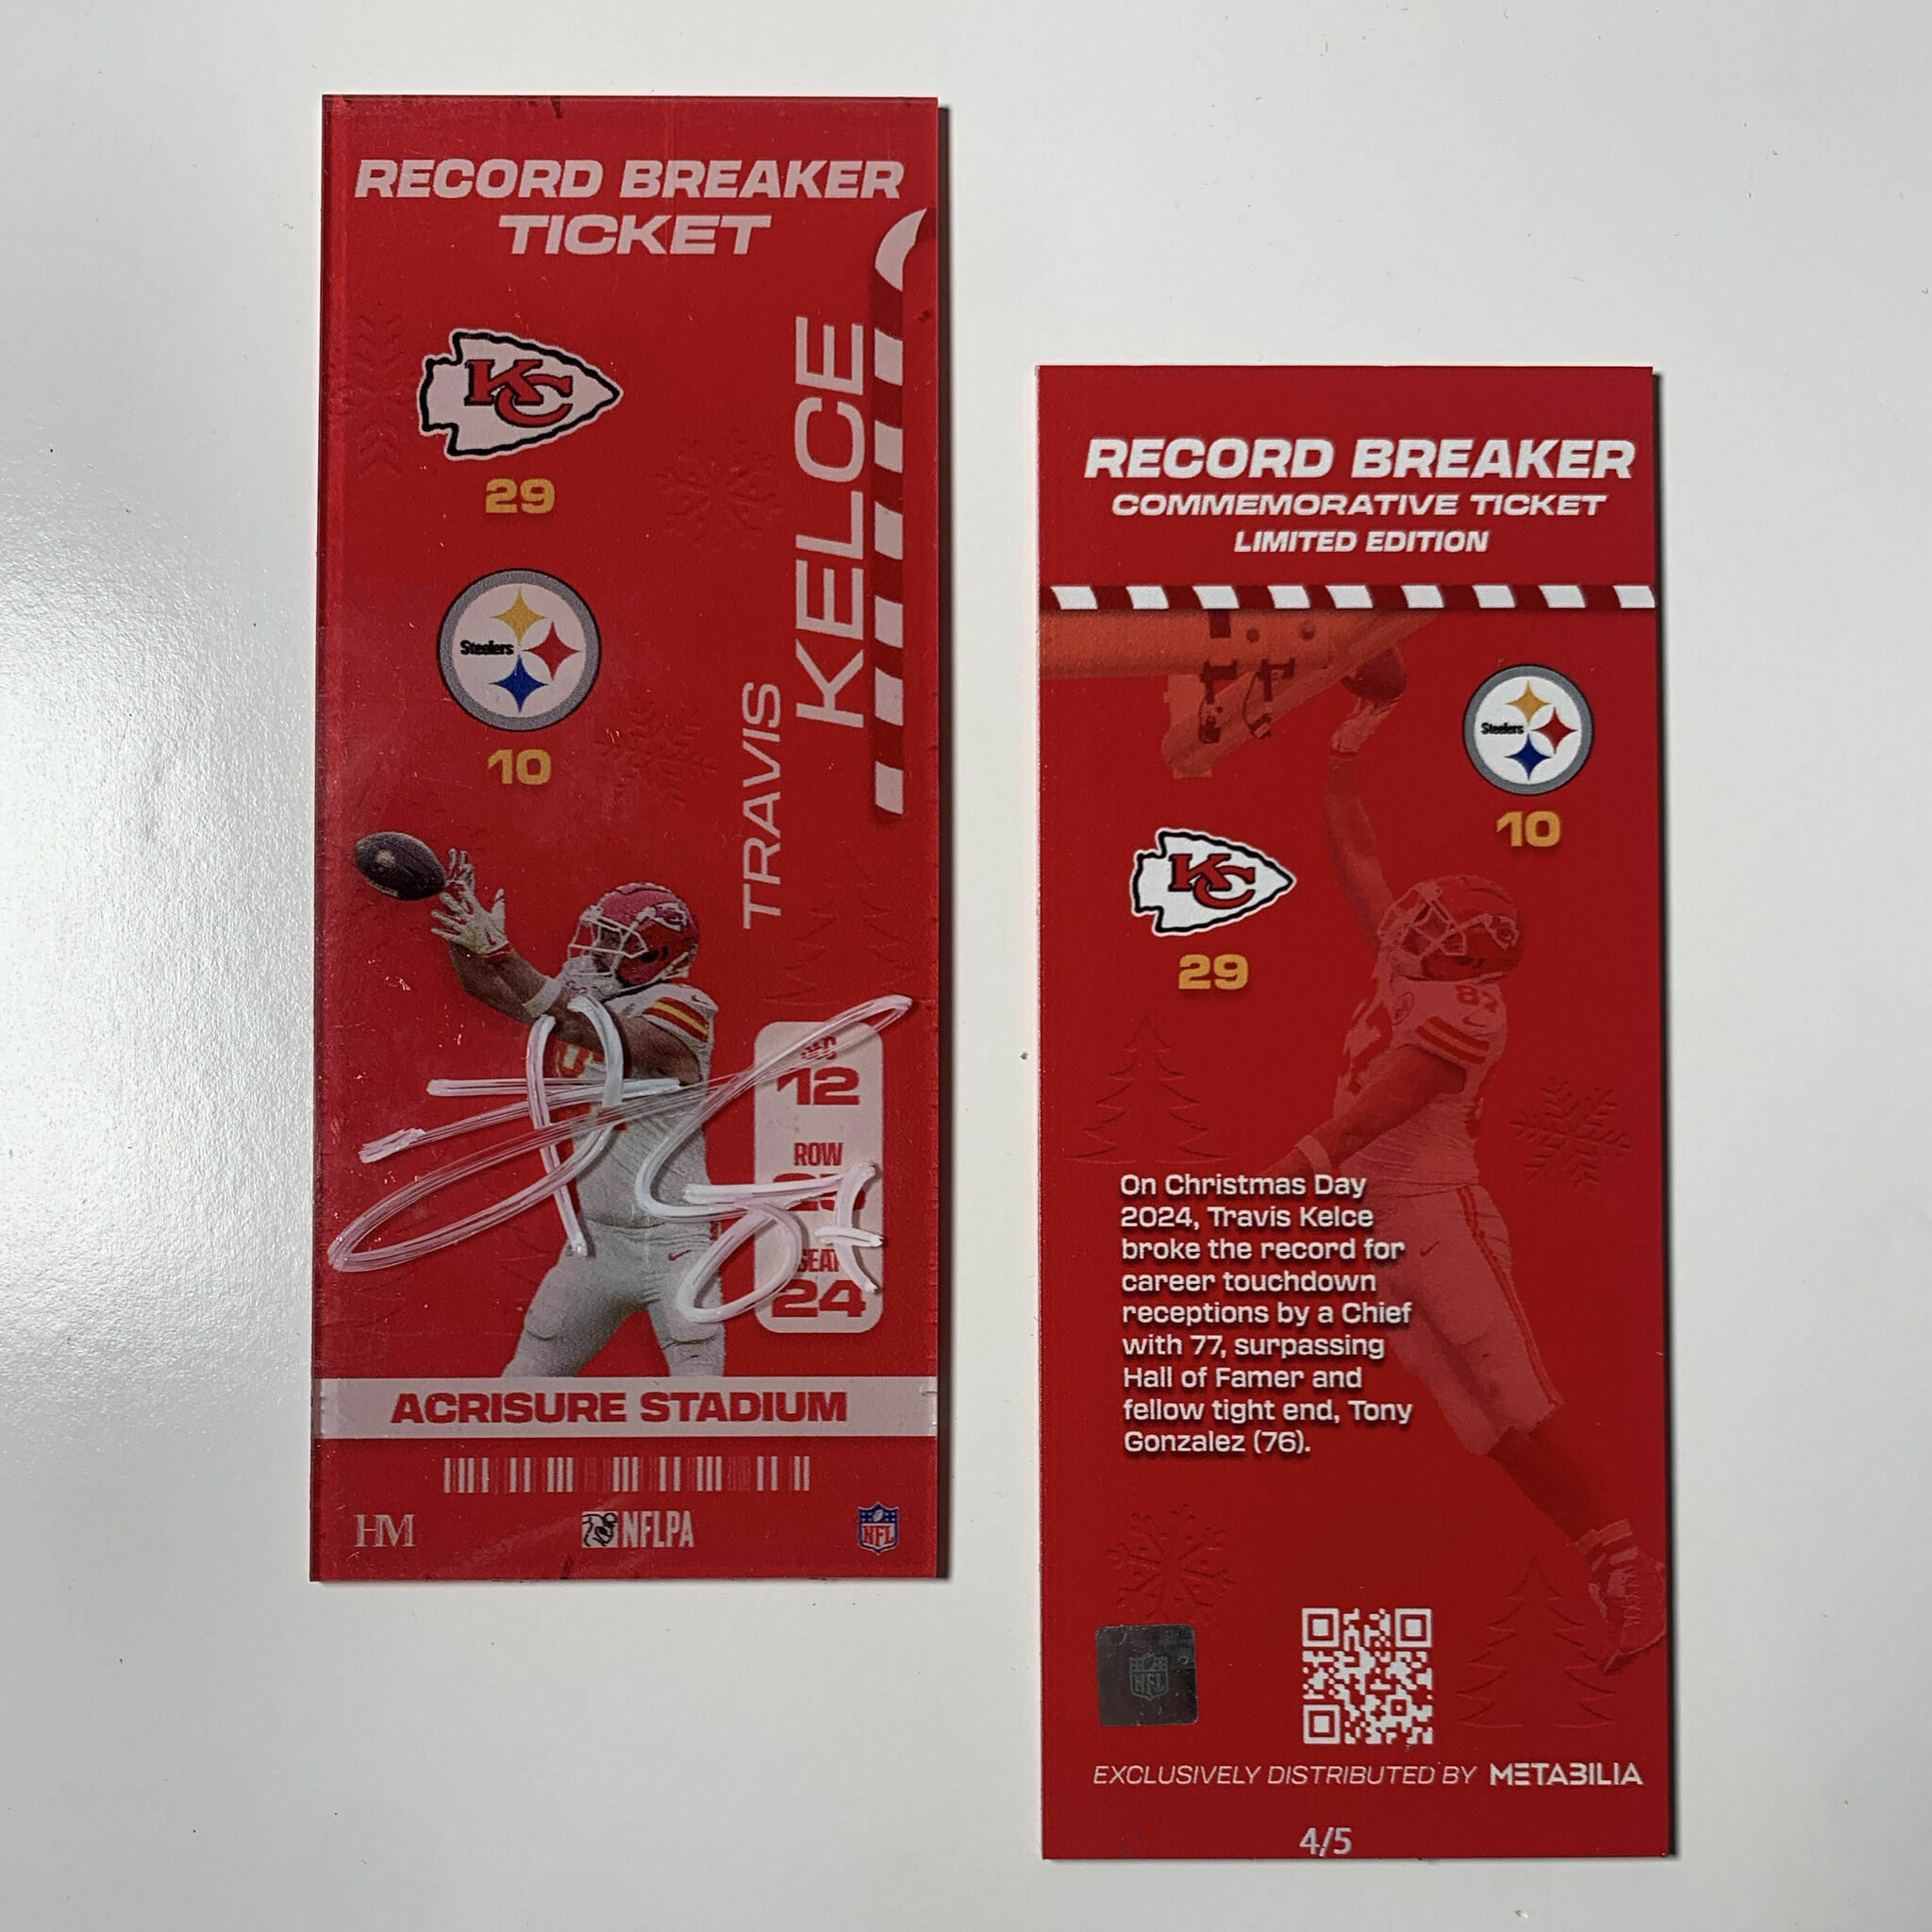 RECORD BREAKER
TICKET
KC
29
Steelers
10
TRAVIS
KELCE
12
ROW
SEAT
24
ACRISURE STADIUM
HM
NFLPA
NFL
RECORD BREAKER
COMMEMORATIVE TICKET
LIMITED EDITION
Steelers
10
KC
29
87
On Christmas Day
2024, Travis Kelce
broke the record for
career touchdown
receptions by a Chief
with 77, surpassing
Hall of Famer and
fellow tight end, Tony
Gonzalez (76).
NFL
EXCLUSIVELY DISTRIBUTED BY METABILIA
4/5